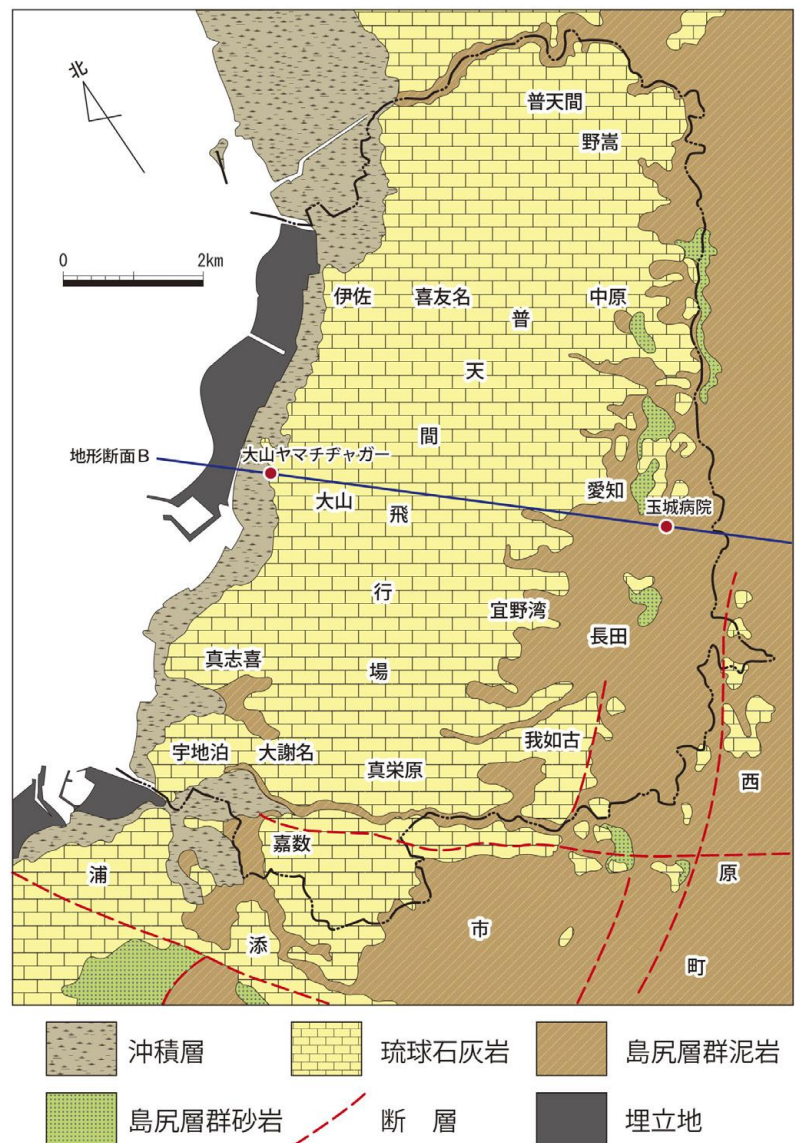 北
0 2km
普天間
野嵩
伊佐
喜友名
中原
普
天
間
飛
行
場
地形断面B
大山ヤマチヂャガー
大山
愛知
玉城病院
宜野湾
長田
真志喜
我如古
宇地泊
大謝名
真栄原
西
原
町
嘉数
浦
添
市
沖積層
琉球石灰岩
島尻層群泥岩
島尻層群砂岩
断 層
埋立地